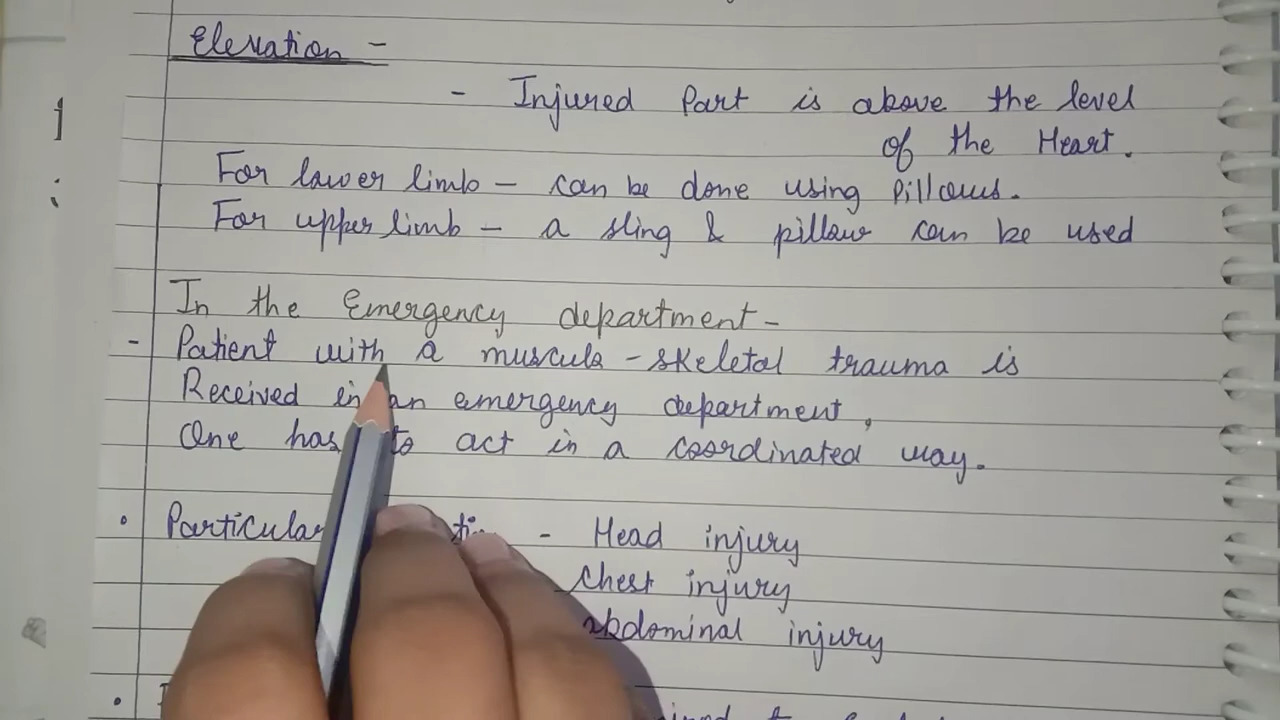 Elevation -
- Injured Part is above the level
of the Heart.
For lower limb - can be done using Pillows.
For upper limb - a sling & pillow can be used
In the Emergency department -
- Patient with a musculo - skeletal trauma is
Received in an emergency department,
One has to act in a coordinated way.
• Particular - Head injury
Chest injury
abdominal injury